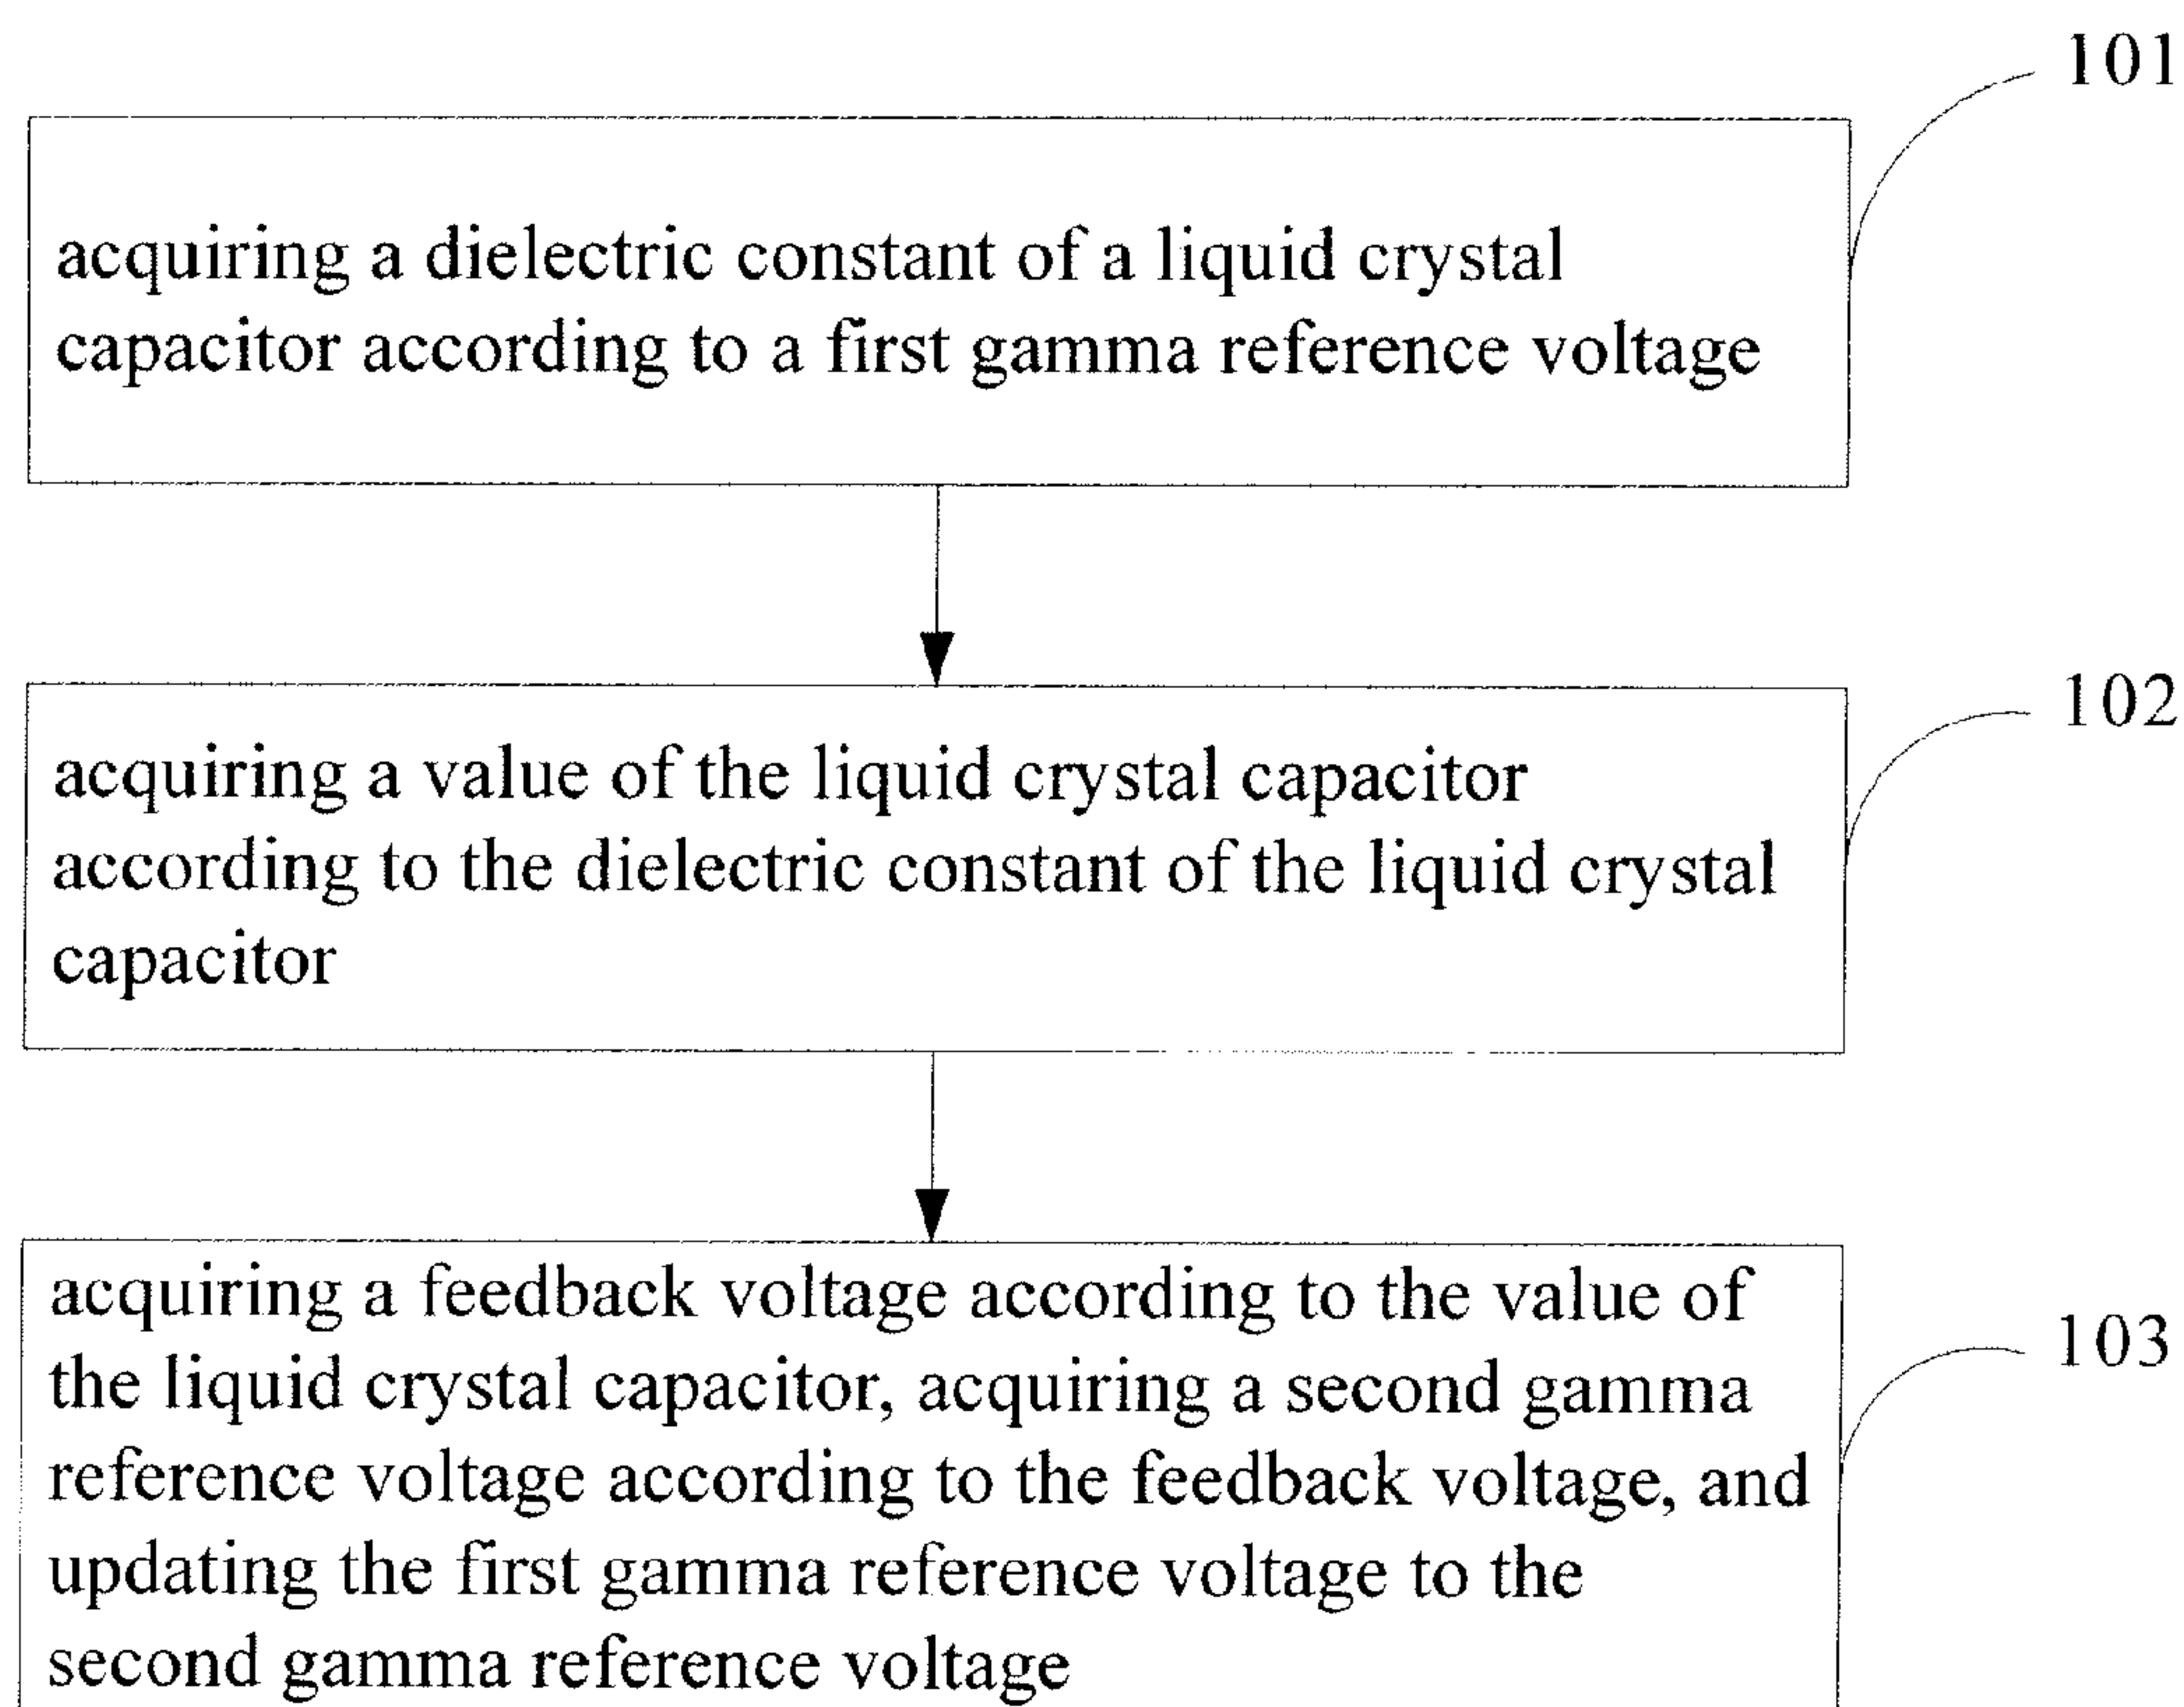 101
acquiring a dielectric constant of a liquid crystal
capacitor according to a first gamma reference voltage
102
acquiring a value of the liquid crystal capacitor
according to the dielectric constant of the liquid crystal
capacitor
103
acquiring a feedback voltage according to the value of
the liquid crystal capacitor, acquiring a second gamma
reference voltage according to the feedback voltage, and
updating the first gamma reference voltage to the
second gamma reference voltage